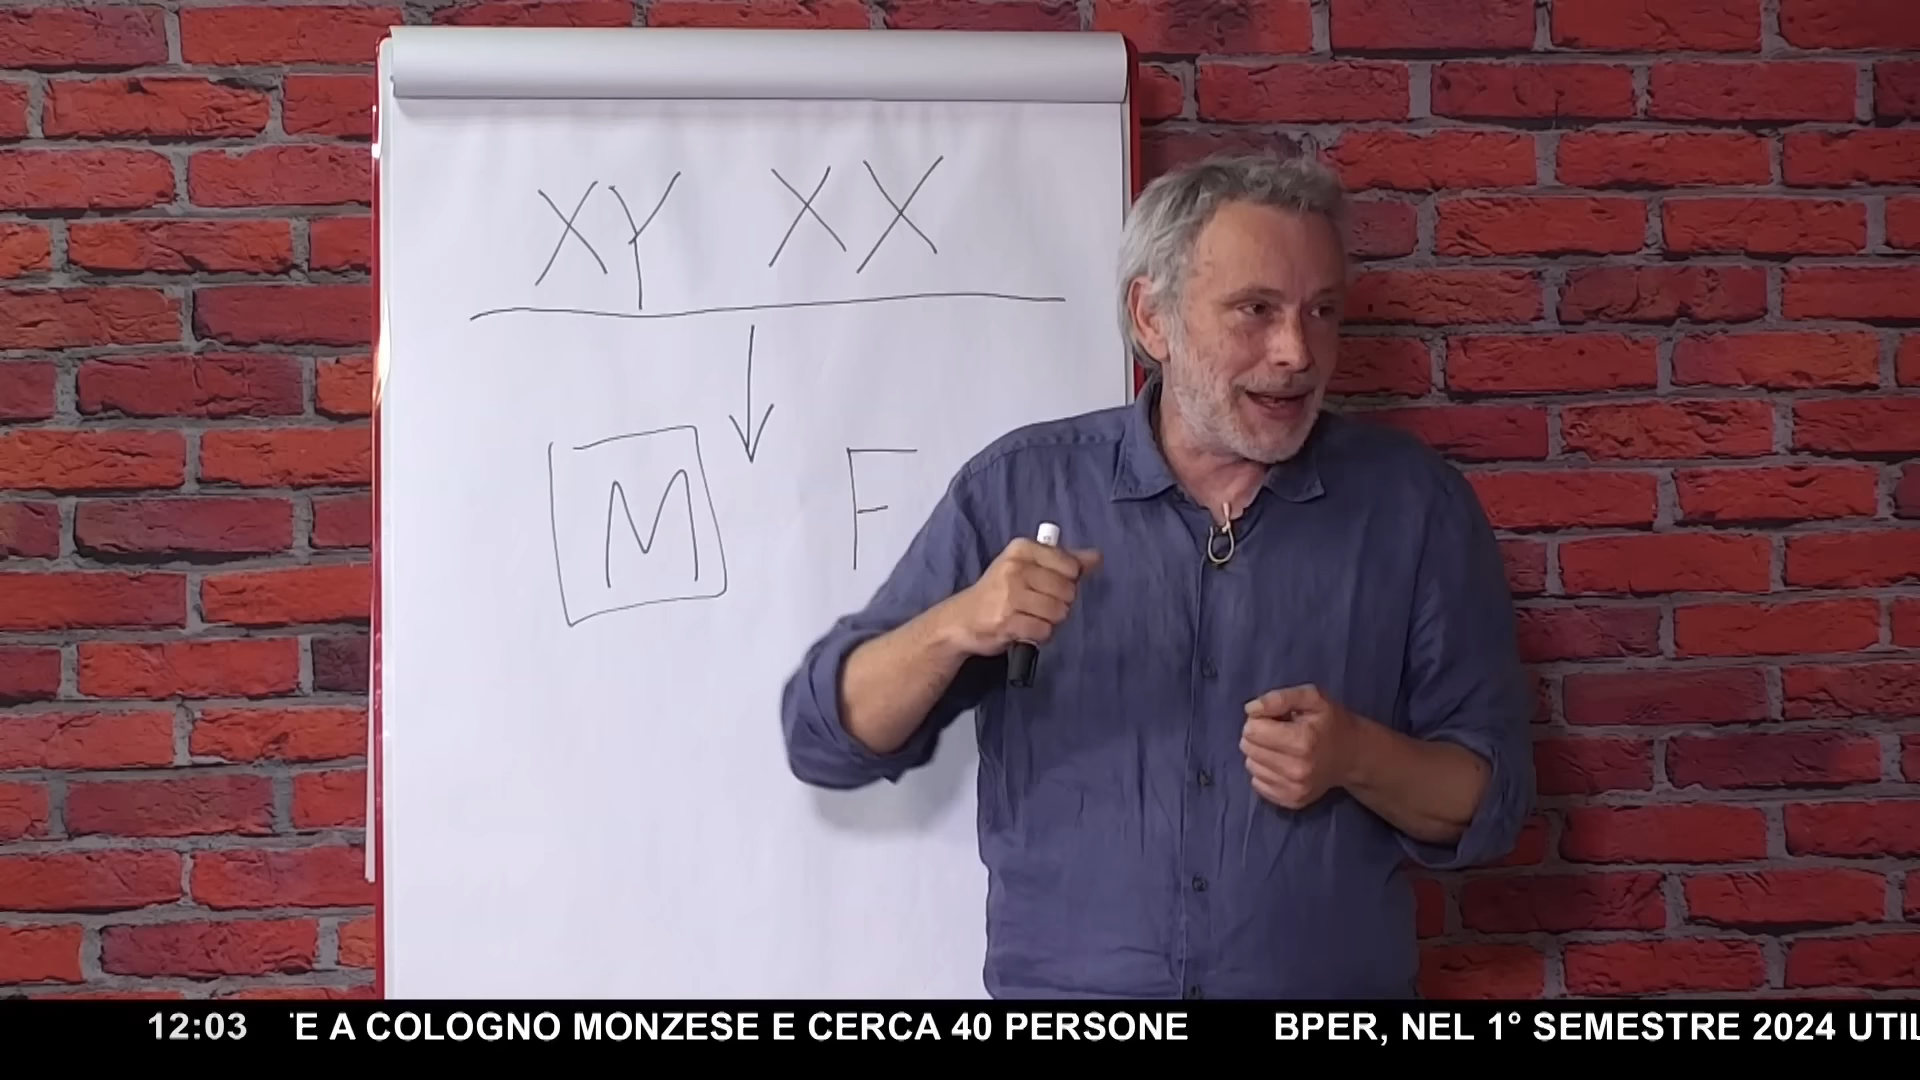 XY XX
M F
12:03 E A COLOGNO MONZESE E CERCA 40 PERSONE BPER, NEL 1° SEMESTRE 2024 UTIL